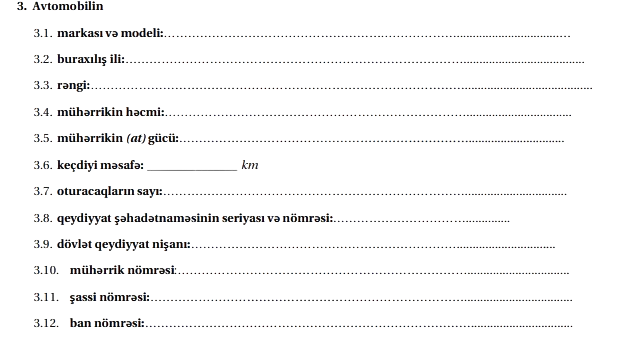 3. Avtomobilin
3.1. markası və modeli:..........................................................................................
3.2. buraxılış ili:..........................................................................................
3.3. rəngi:..........................................................................................
3.4. mühərrikin həcmi:..........................................................................................
3.5. mühərrikin (at) gücü:..........................................................................................
3.6. keçdiyi məsafə: ______________ km
3.7. oturacaqların sayı:..........................................................................................
3.8. qeydiyyat şəhadətnaməsinin seriyası və nömrəsi:..................................................
3.9. dövlət qeydiyyat nişanı:..........................................................................................
3.10. mühərrik nömrəsi:..........................................................................................
3.11. şassi nömrəsi:..........................................................................................
3.12. ban nömrəsi:..........................................................................................